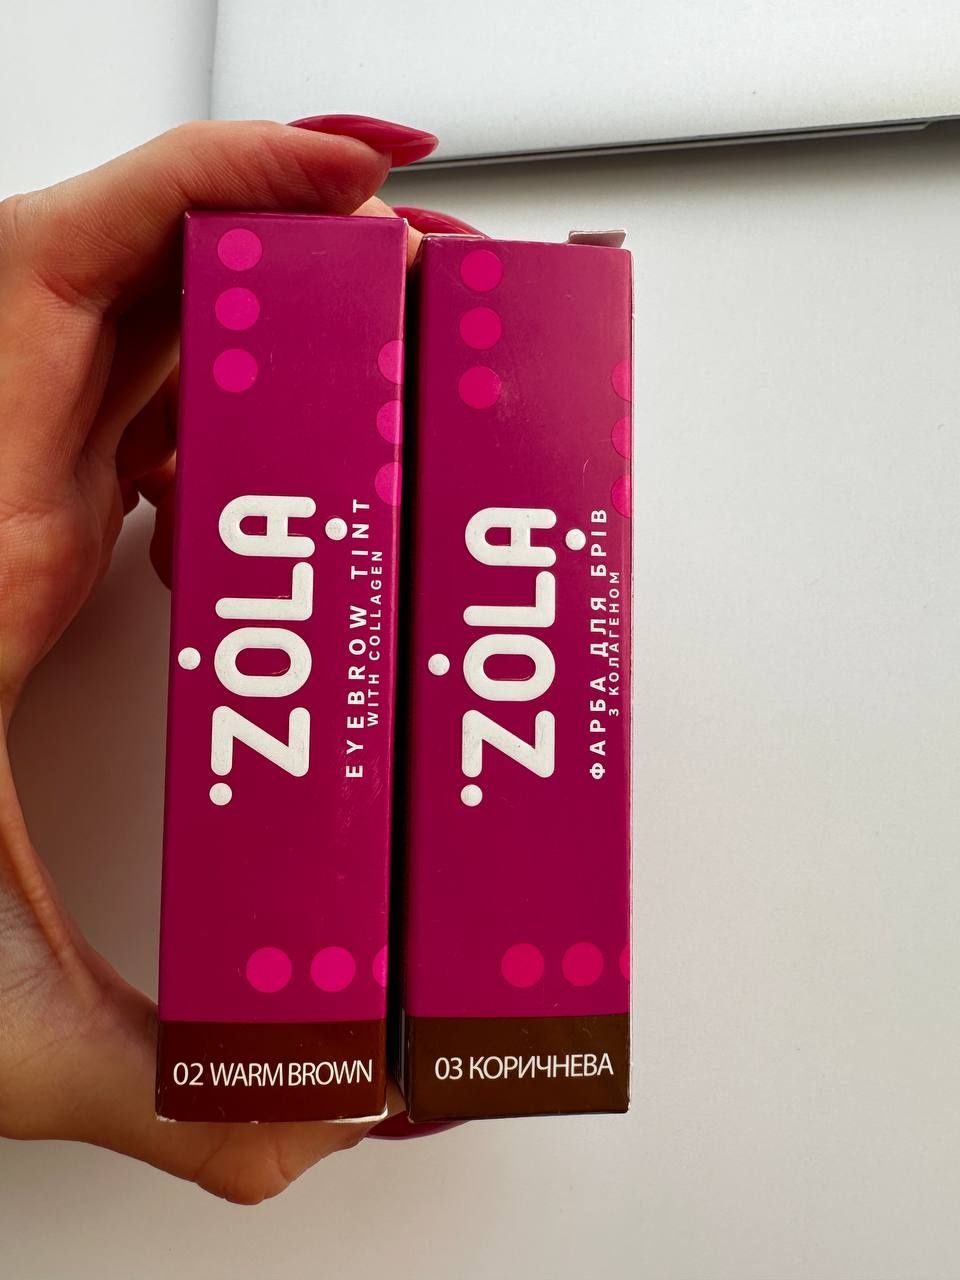 ZOLA
EYEBROW TINT
WITH COLLAGEN
02 WARM BROWN
ZOLA
ФАРБА ДЛЯ БРІВ
З КОЛАГЕНОМ
03 КОРИЧНЕВА